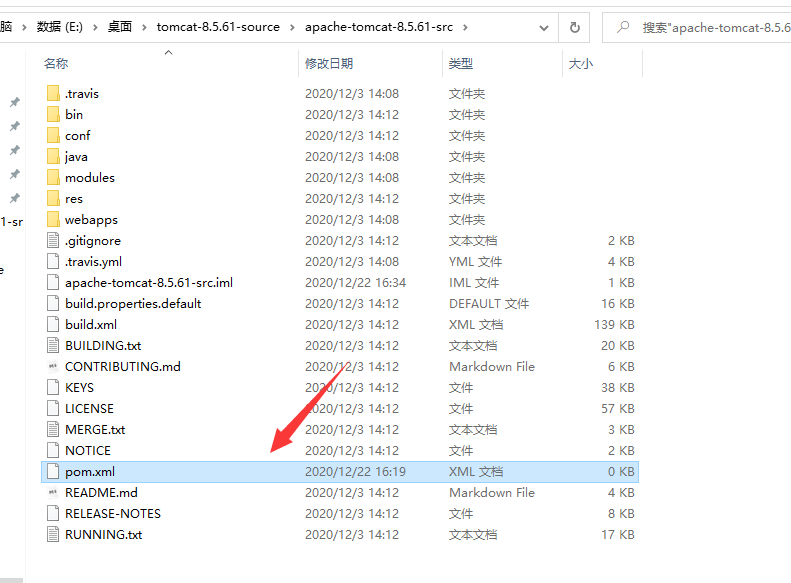 脑 › 数据 (E:) › 桌面 › tomcat-8.5.61-source › apache-tomcat-8.5.61-src ›
搜索"apache-tomcat-8.5.6
名称 修改日期 类型 大小
.travis 2020/12/3 14:08 文件夹
bin 2020/12/3 14:12 文件夹
conf 2020/12/3 14:12 文件夹
java 2020/12/3 14:08 文件夹
modules 2020/12/3 14:08 文件夹
res 2020/12/3 14:12 文件夹
1-sr
webapps 2020/12/3 14:08 文件夹
.gitignore 2020/12/3 14:12 文本文档 2 KB
.travis.yml 2020/12/3 14:08 YML 文件 4 KB
e
apache-tomcat-8.5.61-src.iml 2020/12/22 16:34 IML 文件 1 KB
build.properties.default 2020/12/3 14:12 DEFAULT 文件 16 KB
build.xml 2020/12/3 14:12 XML 文档 139 KB
BUILDING.txt 2020/12/3 14:12 文本文档 20 KB
CONTRIBUTING.md 2020/12/3 14:12 Markdown File 6 KB
KEYS 2020/12/3 14:12 文件 38 KB
LICENSE 2020/12/3 14:12 文件 57 KB
MERGE.txt 2020/12/3 14:12 文本文档 3 KB
NOTICE 2020/12/3 14:12 文件 2 KB
pom.xml 2020/12/22 16:19 XML 文档 0 KB
README.md 2020/12/3 14:12 Markdown File 4 KB
RELEASE-NOTES 2020/12/3 14:12 文件 8 KB
RUNNING.txt 2020/12/3 14:12 文本文档 17 KB